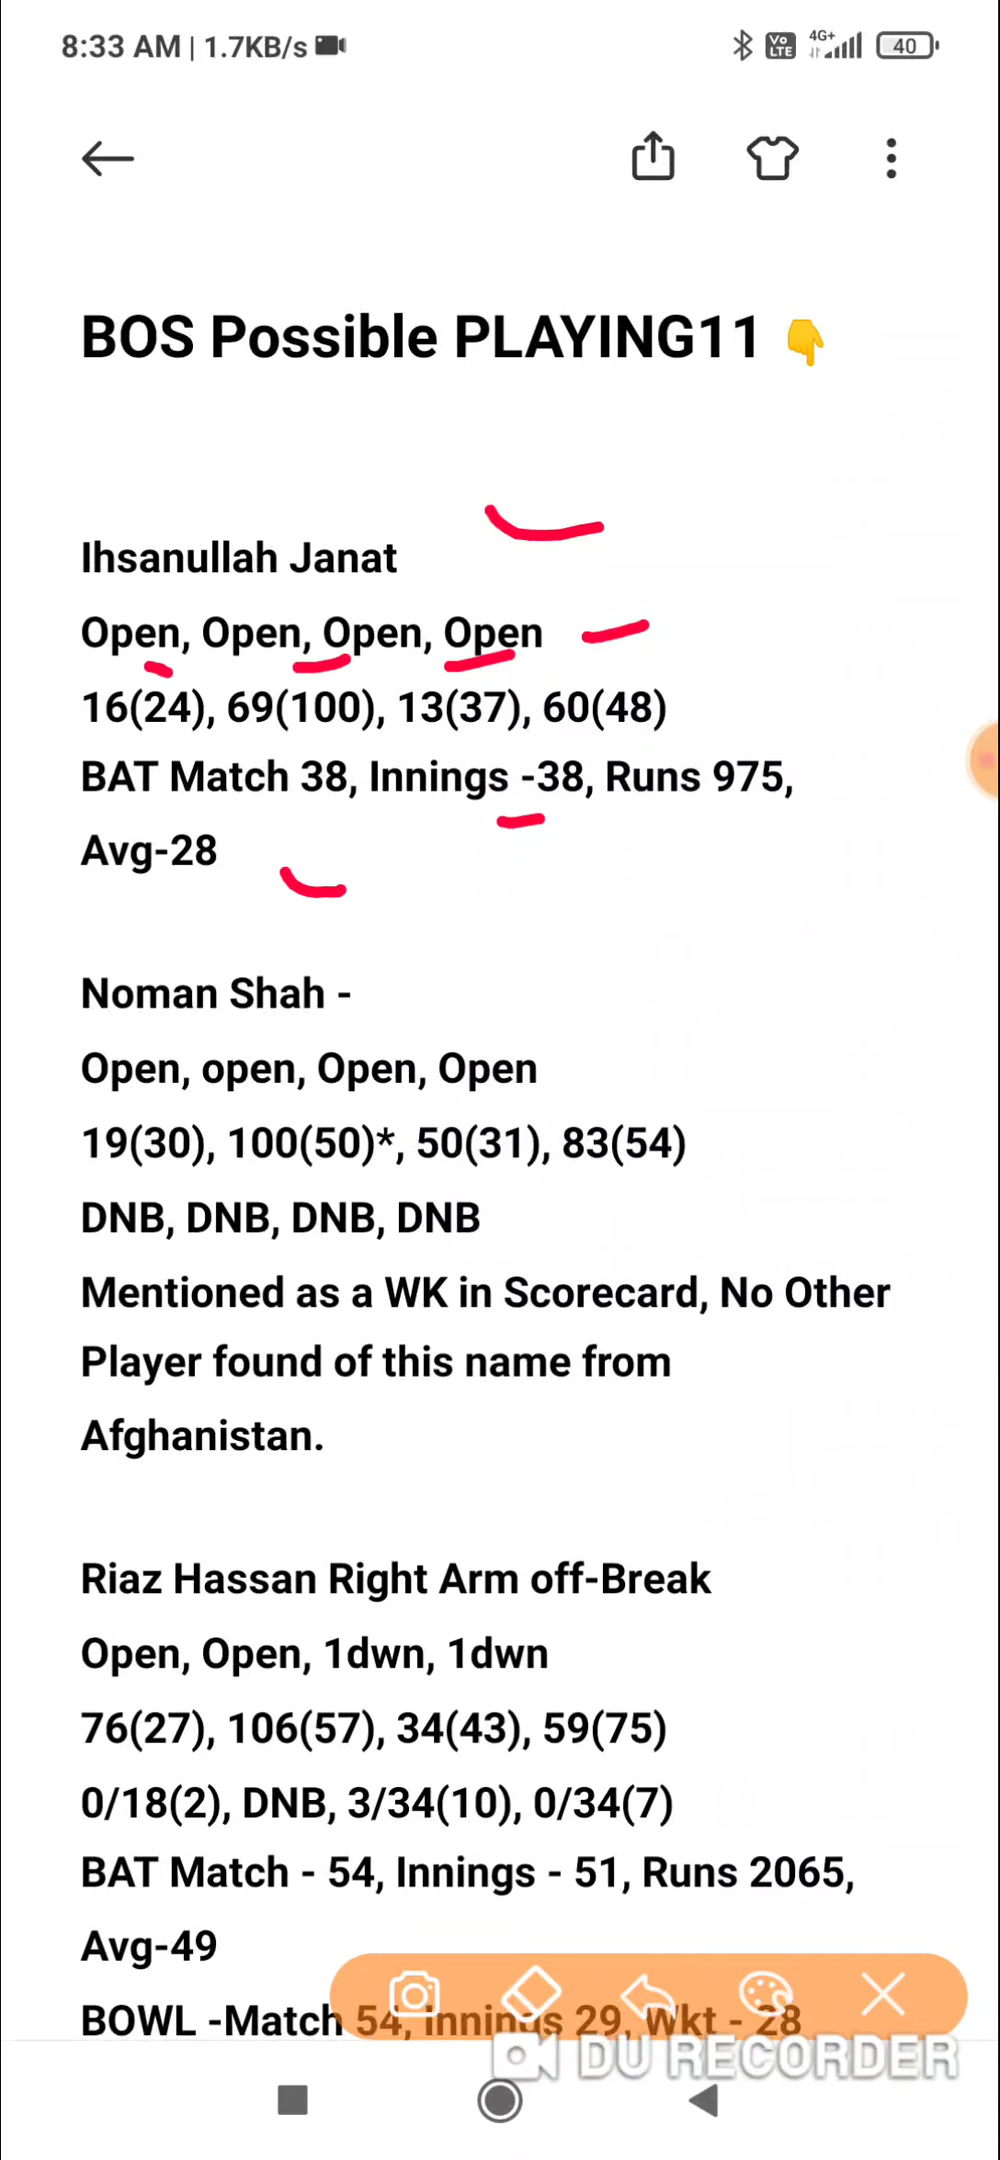 8:33 AM | 1.7KB/s
Vo LTE 4G+ 40
BOS Possible PLAYING11 👇
Ihsanullah Janat
Open, Open, Open, Open
16(24), 69(100), 13(37), 60(48)
BAT Match 38, Innings -38, Runs 975,
Avg-28
Noman Shah -
Open, open, Open, Open
19(30), 100(50)*, 50(31), 83(54)
DNB, DNB, DNB, DNB
Mentioned as a WK in Scorecard, No Other
Player found of this name from
Afghanistan.
Riaz Hassan Right Arm off-Break
Open, Open, 1dwn, 1dwn
76(27), 106(57), 34(43), 59(75)
0/18(2), DNB, 3/34(10), 0/34(7)
BAT Match - 54, Innings - 51, Runs 2065,
Avg-49
BOWL -Match 54, Innings 29, Wkt - 28
DU RECORDER